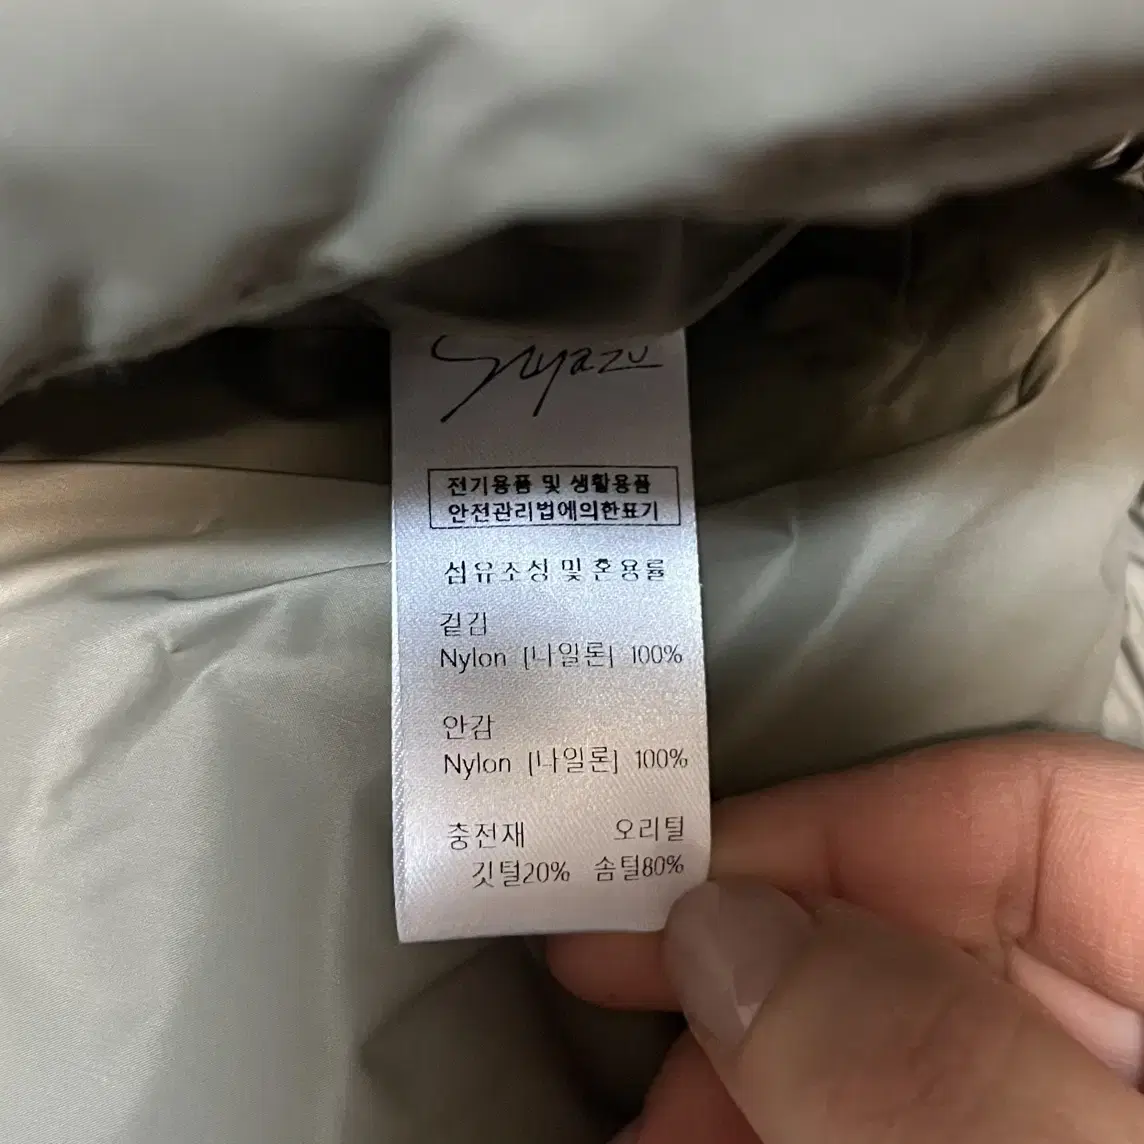 전기용품 및 생활용품
안전관리법에의한표기
섬유조성 및 혼용률
겉감
Nylon [나일론] 100%
안감
Nylon [나일론] 100%
충전재 오리털
깃털20% 솜털80%